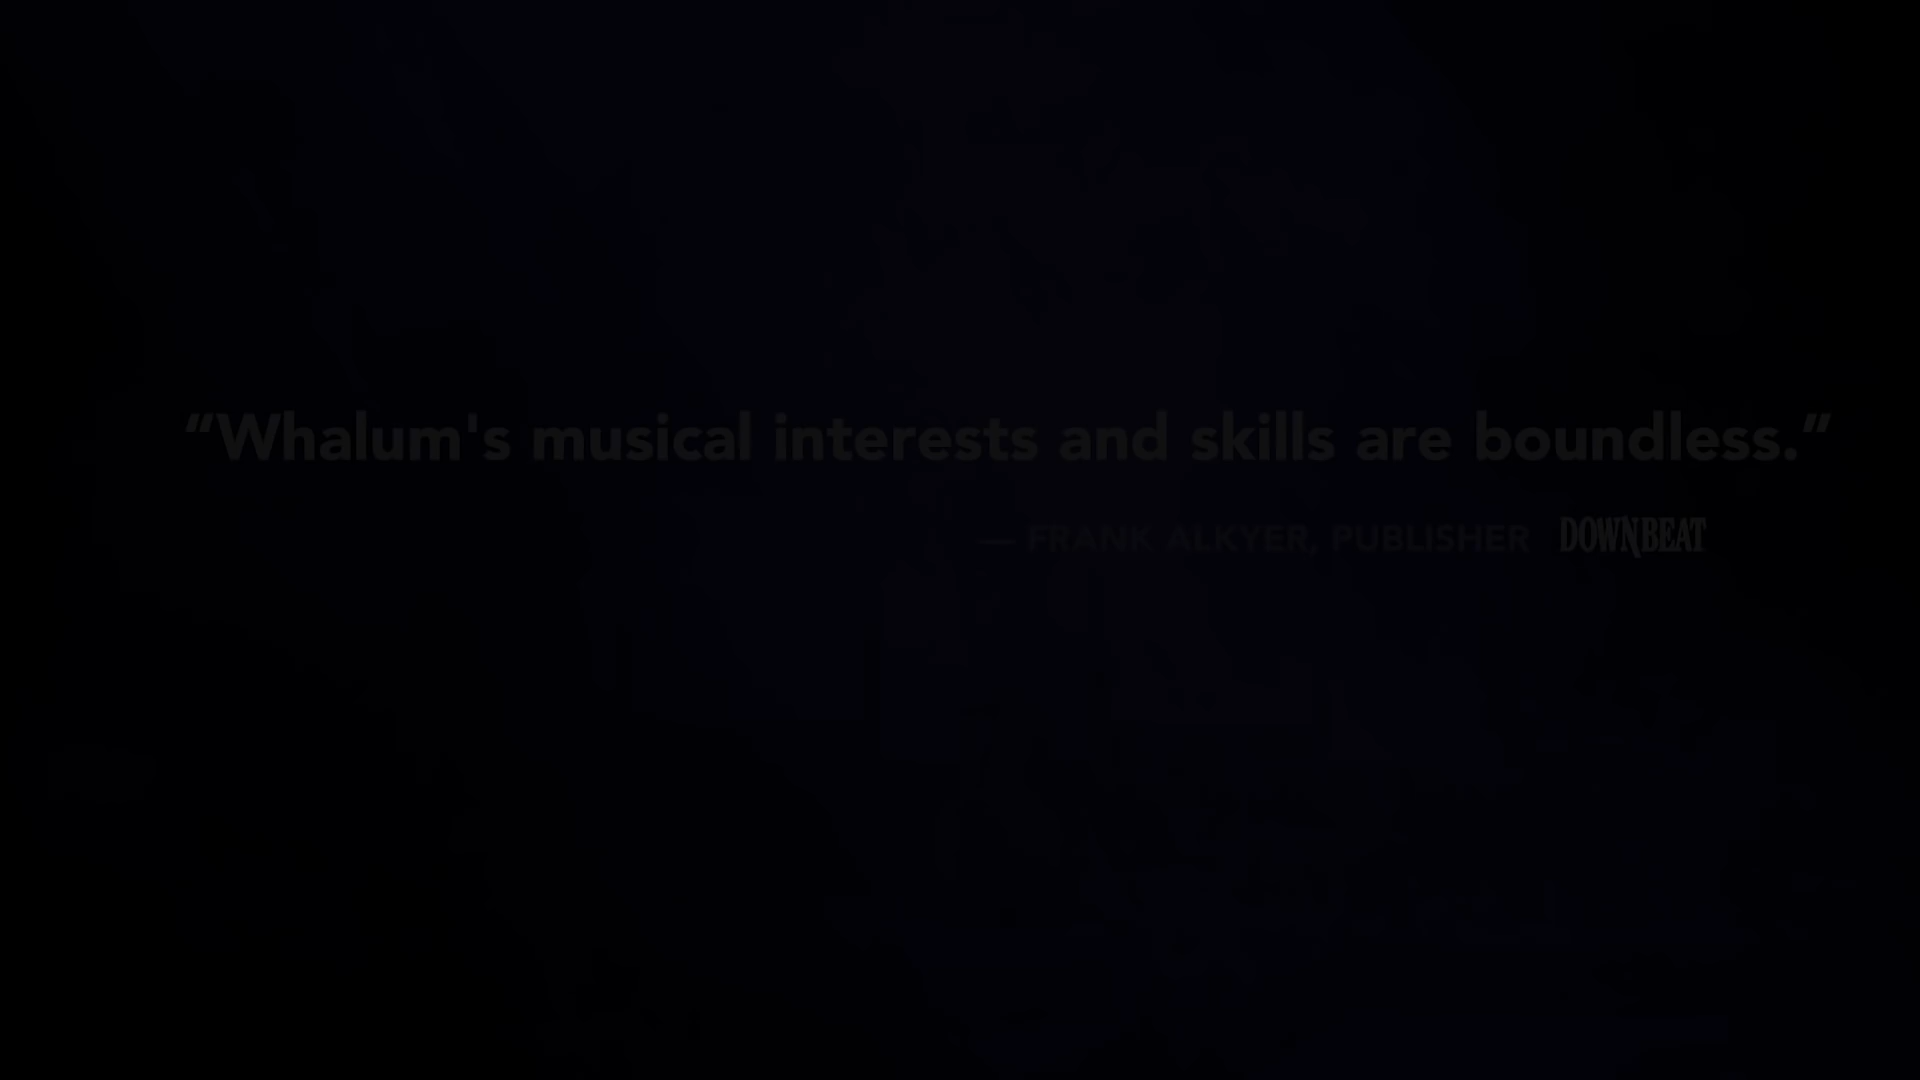 “Whalum's musical interests and skills are boundless.”
— FRANK ALKYER, PUBLISHER DOWNBEAT